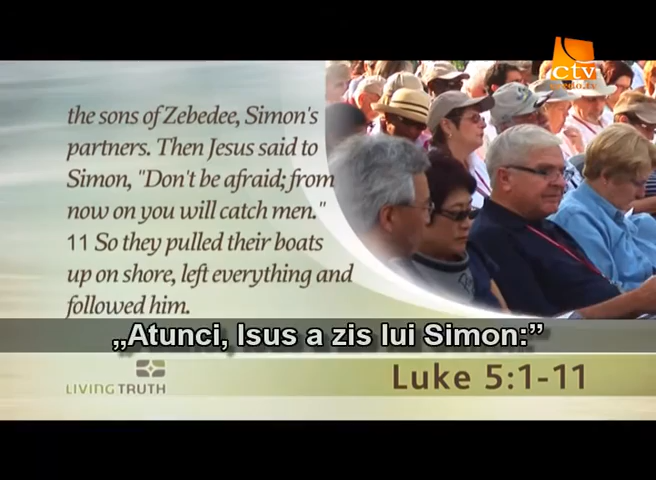 ctv
the sons of Zebedee, Simon's
partners. Then Jesus said to
Simon, "Don't be afraid; from
now on you will catch men."
11 So they pulled their boats
up on shore, left everything and
followed him.
„Atunci, Isus a zis lui Simon:”
LIVING TRUTH
Luke 5:1-11